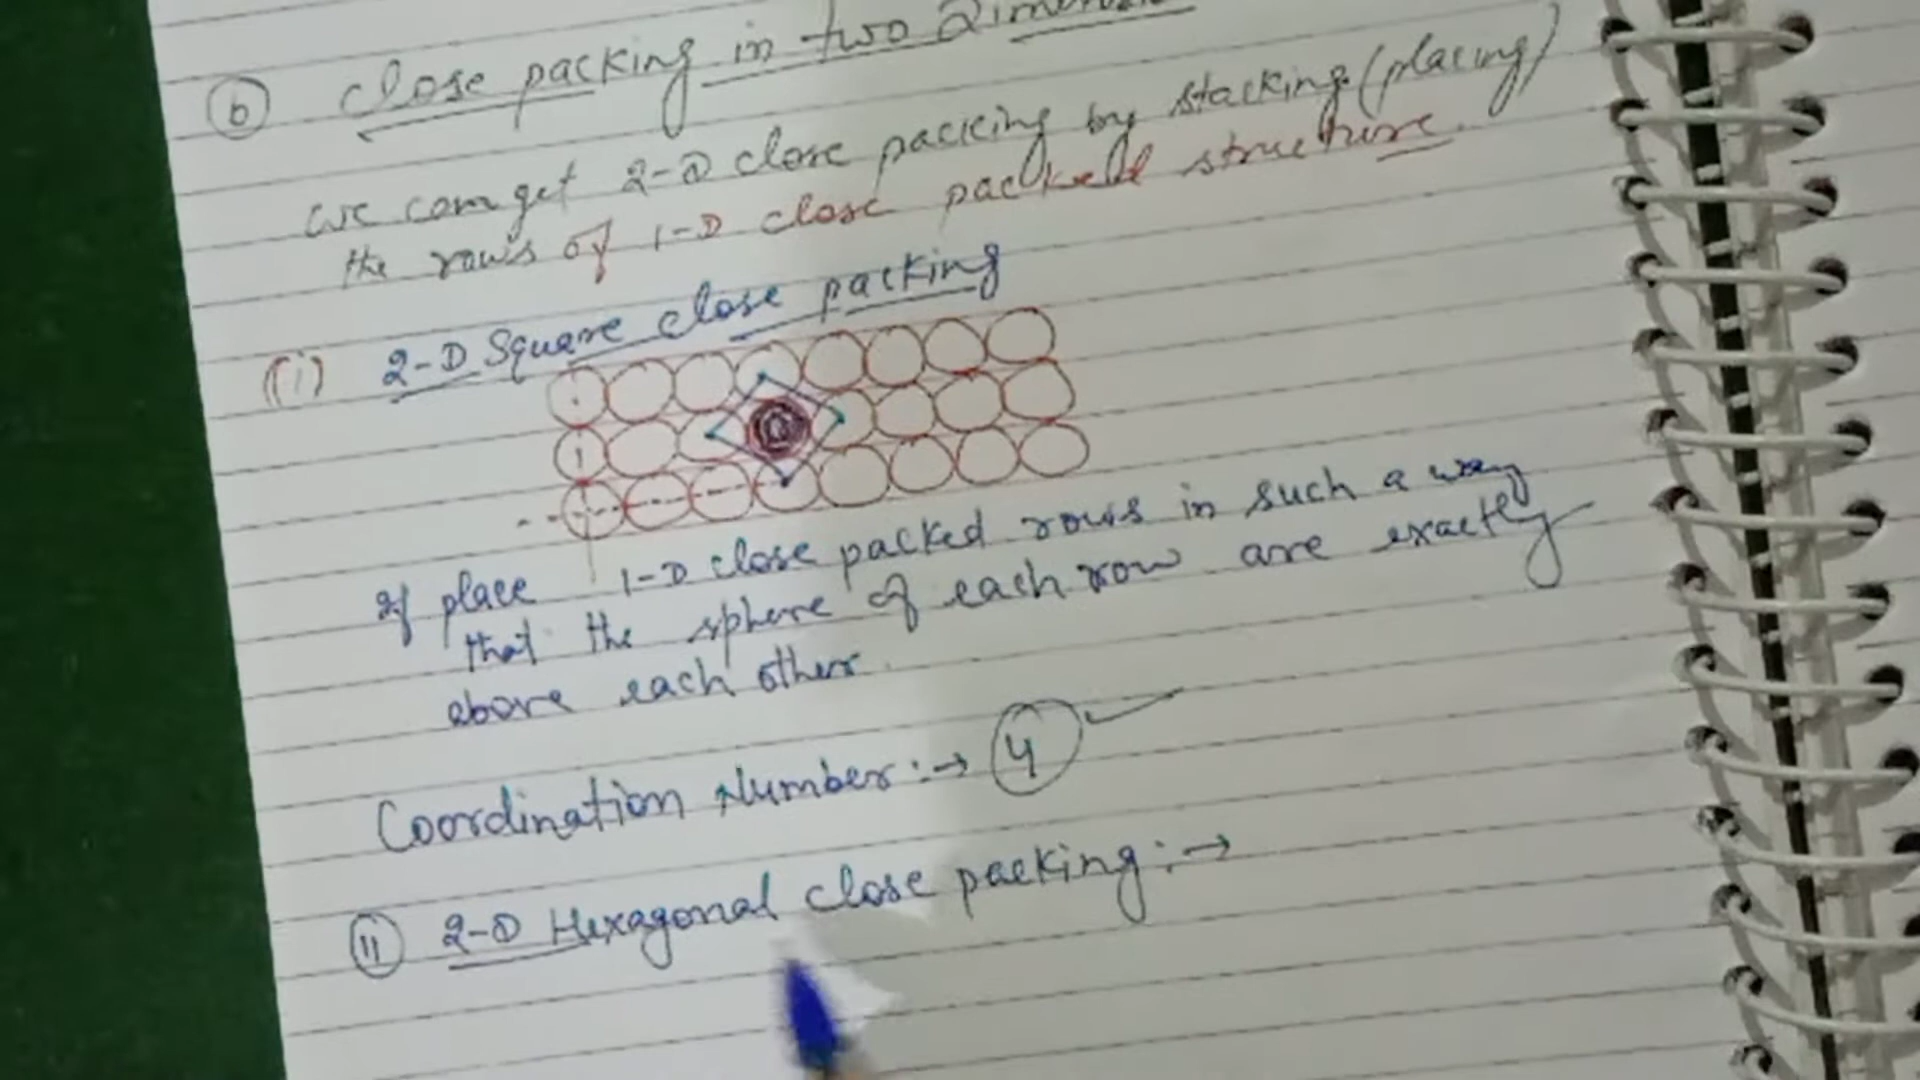 (b) Close packing in two Dimensi
We can get 2-D close packing by stacking (placing)
the rows of 1-D close packed structure.
(i) 2-D Square close packing
If place 1-D close packed rows in such a way
that the sphere of each row are exactly
above each other.
Coordination Number :→ 4
(ii) 2-D Hexagonal close packing :→